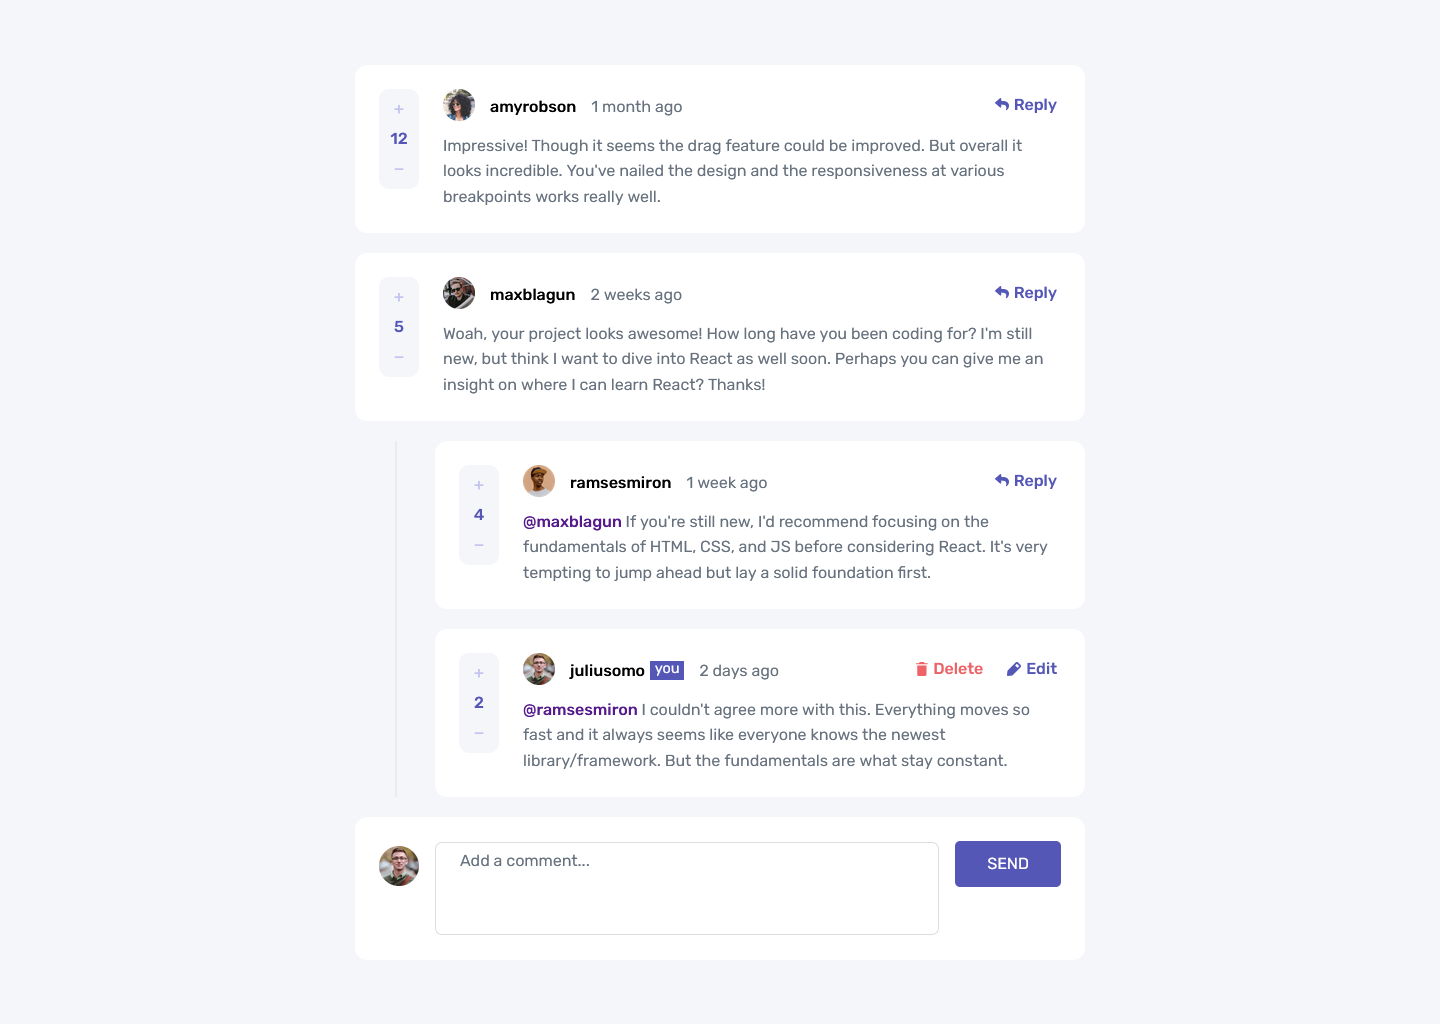 +
12
−
amyrobson 1 month ago Reply
Impressive! Though it seems the drag feature could be improved. But overall it
looks incredible. You've nailed the design and the responsiveness at various
breakpoints works really well.
+
5
−
maxblagun 2 weeks ago Reply
Woah, your project looks awesome! How long have you been coding for? I'm still
new, but think I want to dive into React as well soon. Perhaps you can give me an
insight on where I can learn React? Thanks!
+
4
−
ramsesmiron 1 week ago Reply
@maxblagun If you're still new, I'd recommend focusing on the
fundamentals of HTML, CSS, and JS before considering React. It's very
tempting to jump ahead but lay a solid foundation first.
+
2
−
juliusomo you 2 days ago Delete Edit
@ramsesmiron I couldn't agree more with this. Everything moves so
fast and it always seems like everyone knows the newest
library/framework. But the fundamentals are what stay constant.
Add a comment...
SEND